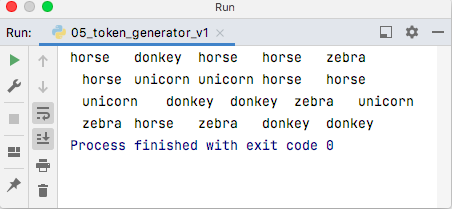 Run
Run: 05_token_generator_v1
horse donkey horse horse zebra
horse unicorn unicorn horse horse
unicorn donkey donkey zebra unicorn
zebra horse zebra donkey donkey
Process finished with exit code 0